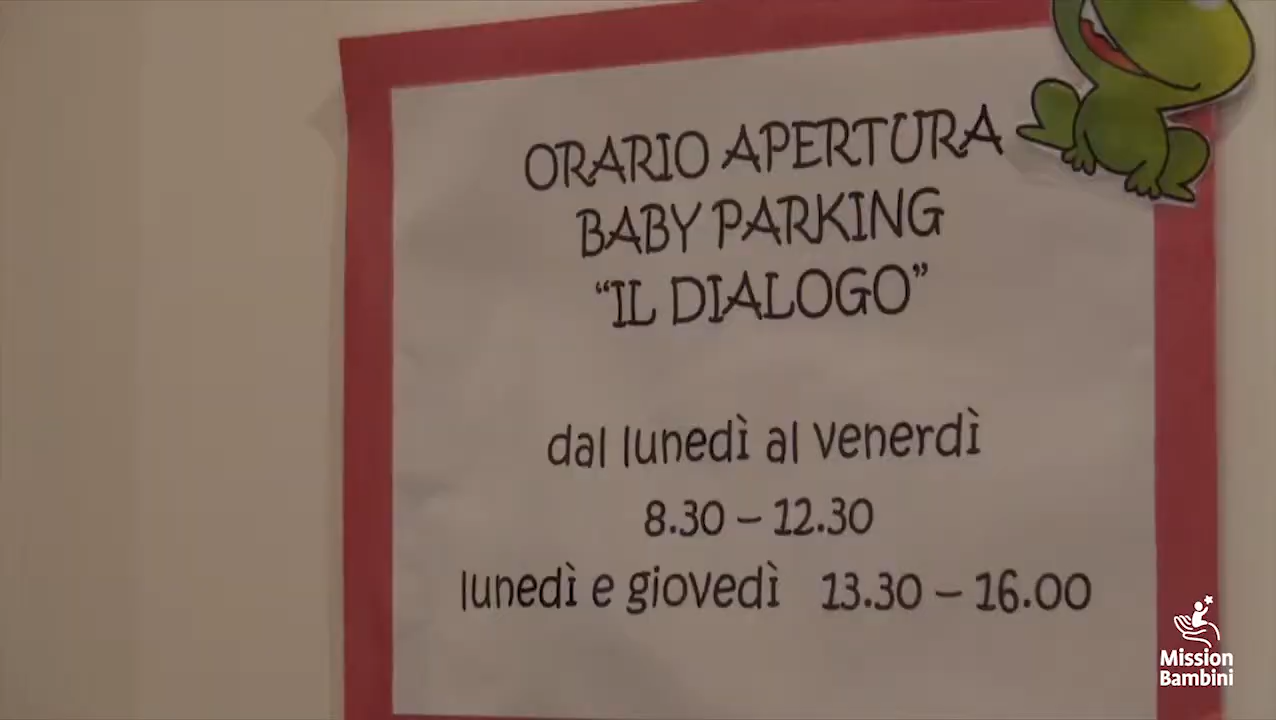 ORARIO APERTURA
BABY PARKING
“IL DIALOGO”
dal lunedì al venerdì
8.30 – 12.30
lunedì e giovedì 13.30 – 16.00
Mission
Bambini